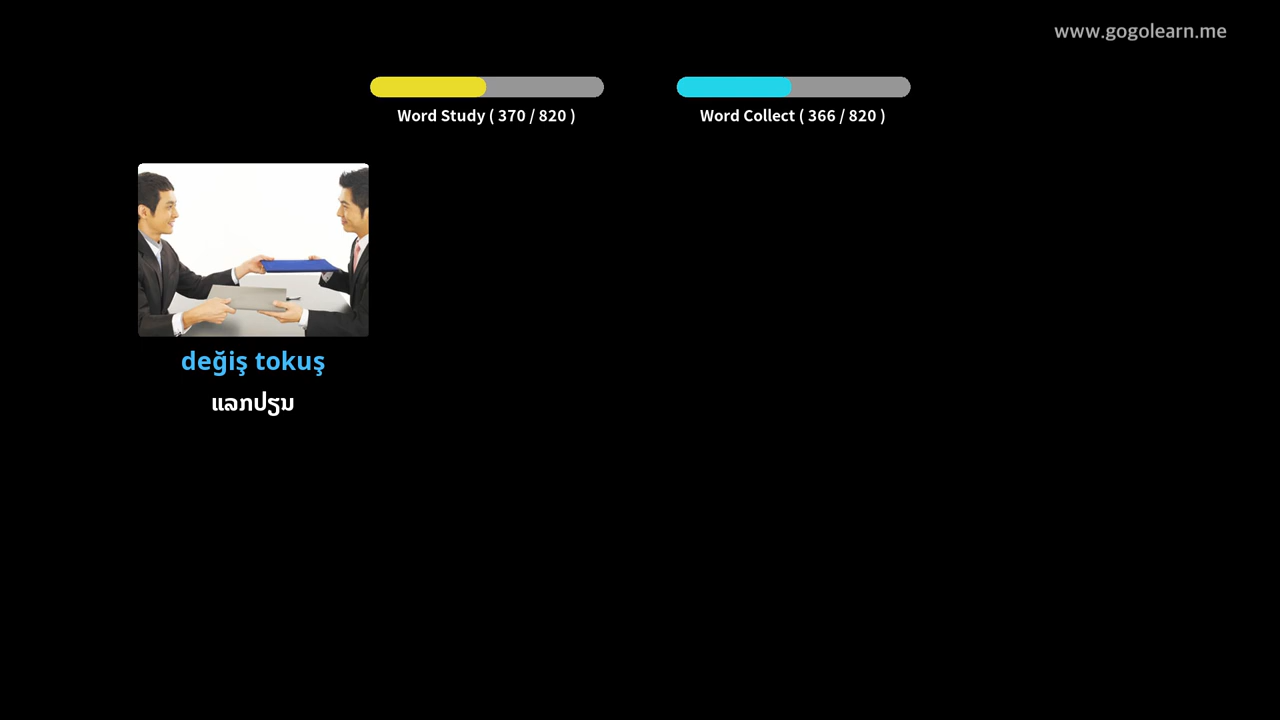 www.gogolearn.me
Word Study ( 370 / 820 )
Word Collect ( 366 / 820 )
değiş tokuş
ແລກປຽນ